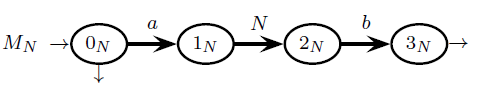 a N b
M_N → 0_N 1_N 2_N 3_N →
↓